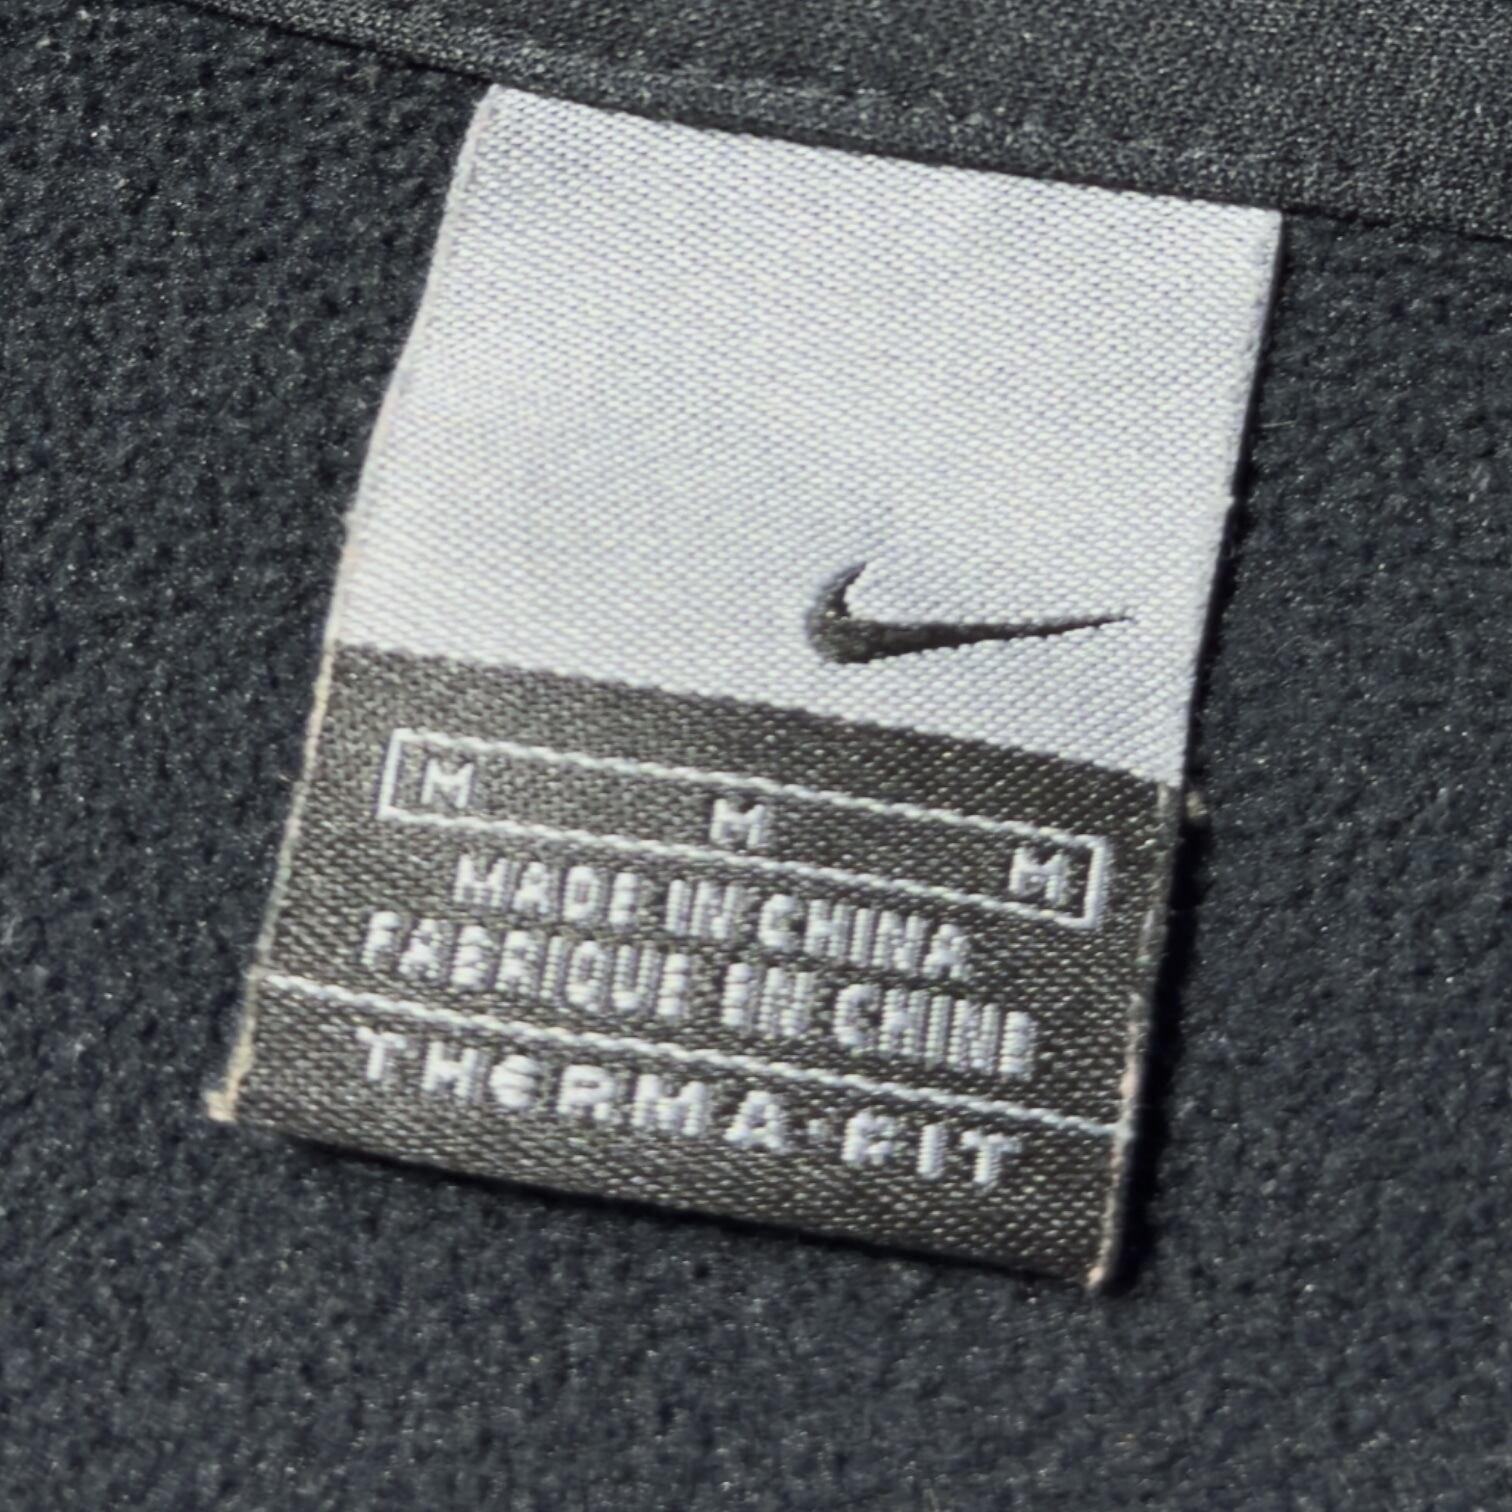 M M M
MADE IN CHINA
FABRIQUE EN CHINE
THERMA-FIT